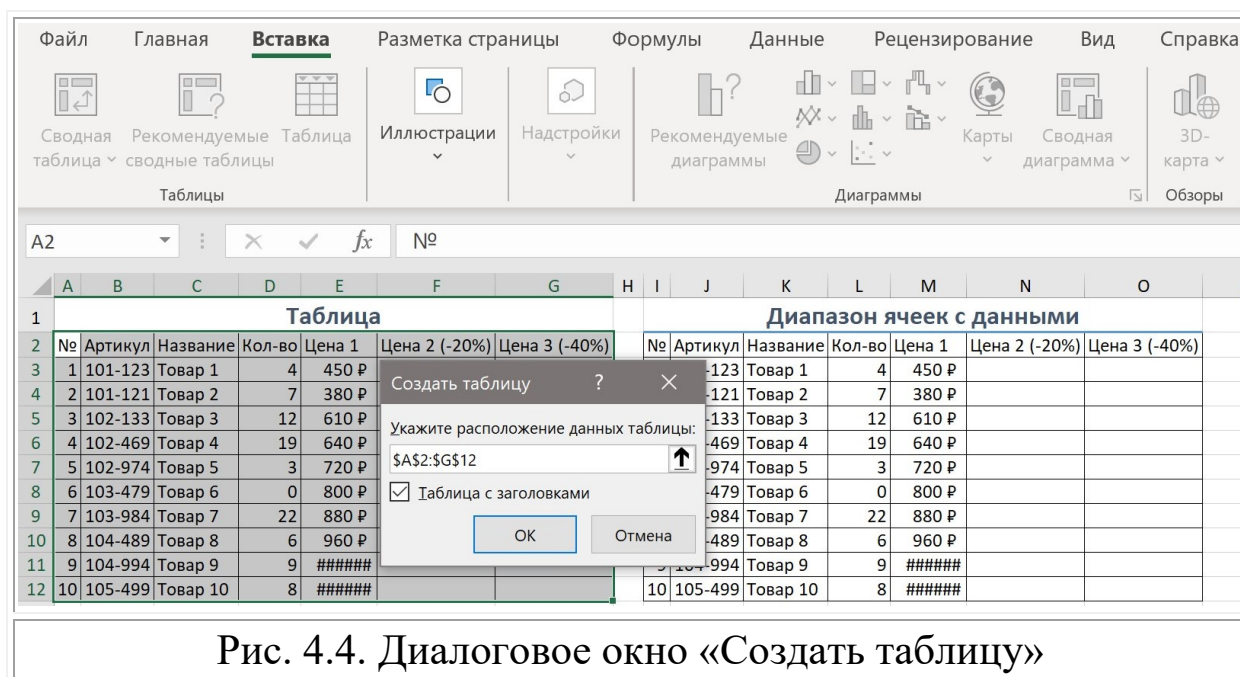 Файл Главная Вставка Разметка страницы Формулы Данные Рецензирование Вид Справка
Сводная таблица Рекомендуемые сводные таблицы Таблица Иллюстрации Надстройки Рекомендуемые диаграммы Карты Сводная диаграмма 3D-карта
Таблицы Диаграммы Обзоры
A2 fx №
A B C D E F G H I J K L M N O
1 Таблица Диапазон ячеек с данными
2 № Артикул Название Кол-во Цена 1 Цена 2 (-20%) Цена 3 (-40%) № Артикул Название Кол-во Цена 1 Цена 2 (-20%) Цена 3 (-40%)
3 1 101-123 Товар 1 4 450 ₽ -123 Товар 1 4 450 ₽
4 2 101-121 Товар 2 7 380 ₽ -121 Товар 2 7 380 ₽
5 3 102-133 Товар 3 12 610 ₽ -133 Товар 3 12 610 ₽
6 4 102-469 Товар 4 19 640 ₽ -469 Товар 4 19 640 ₽
7 5 102-974 Товар 5 3 720 ₽ -974 Товар 5 3 720 ₽
8 6 103-479 Товар 6 0 800 ₽ -479 Товар 6 0 800 ₽
9 7 103-984 Товар 7 22 880 ₽ -984 Товар 7 22 880 ₽
10 8 104-489 Товар 8 6 960 ₽ -489 Товар 8 6 960 ₽
11 9 104-994 Товар 9 9 ###### 9 104-994 Товар 9 9 ######
12 10 105-499 Товар 10 8 ###### 10 105-499 Товар 10 8 ######
Создать таблицу ?
Укажите расположение данных таблицы:
$A$2:$G$12
Таблица с заголовками
ОК Отмена
Рис. 4.4. Диалоговое окно «Создать таблицу»